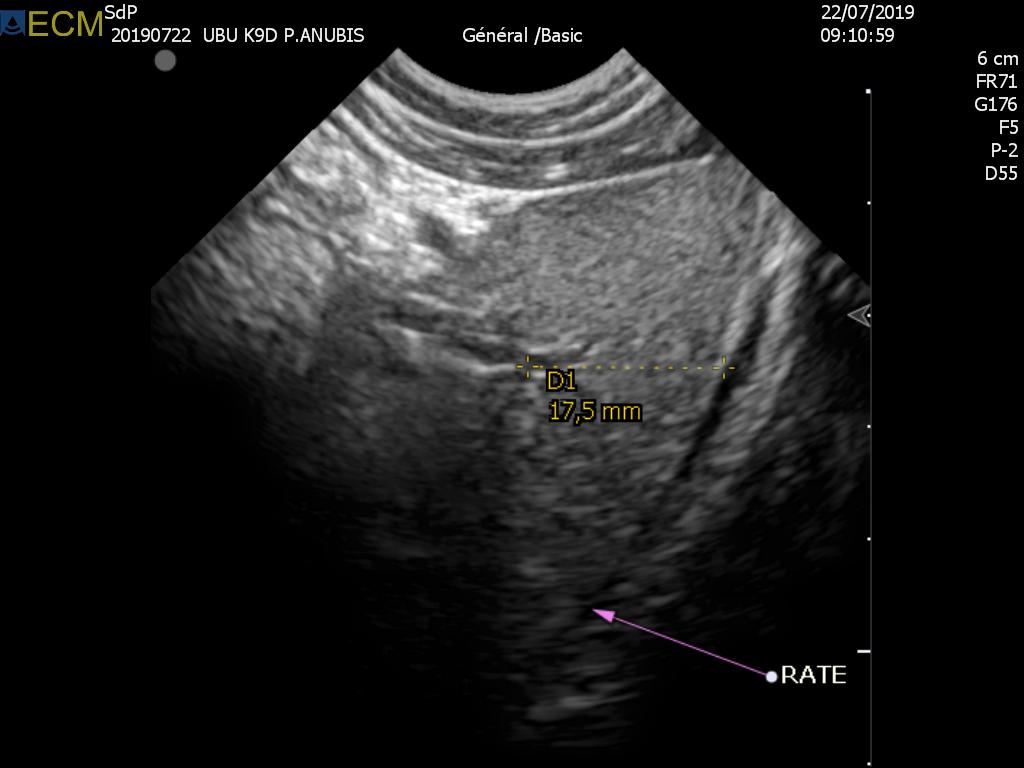 ECM
SdP
20190722 UBU K9D P.ANUBIS
Général /Basic
22/07/2019
09:10:59
6 cm
FR71
G176
F5
P-2
D55
D1
17,5 mm
RATE